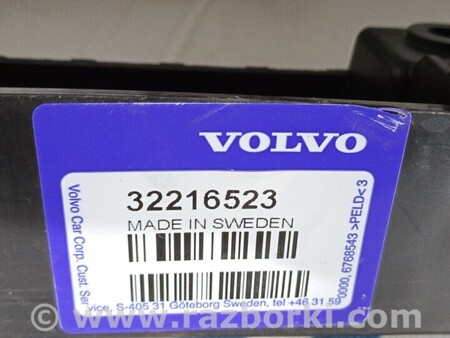 VOLVO
32216523
MADE IN SWEDEN
Volvo Car Corp. Cust. Service, S-405 31 Göteborg Sweden, tel +46 31 59
0000, 6768543 >PELD< 3
www.razborki.com